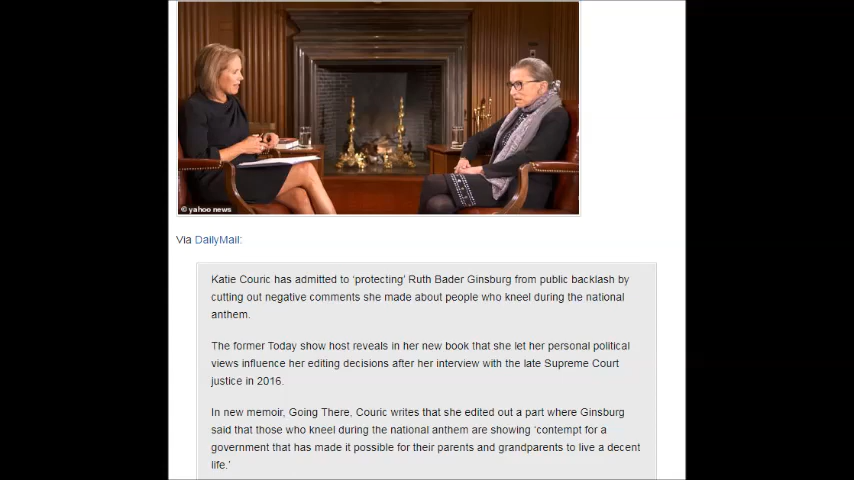 © yahoo news
Via DailyMail:
Katie Couric has admitted to ‘protecting’ Ruth Bader Ginsburg from public backlash by
cutting out negative comments she made about people who kneel during the national
anthem.
The former Today show host reveals in her new book that she let her personal political
views influence her editing decisions after her interview with the late Supreme Court
justice in 2016.
In new memoir, Going There, Couric writes that she edited out a part where Ginsburg
said that those who kneel during the national anthem are showing ‘contempt for a
government that has made it possible for their parents and grandparents to live a decent
life.’